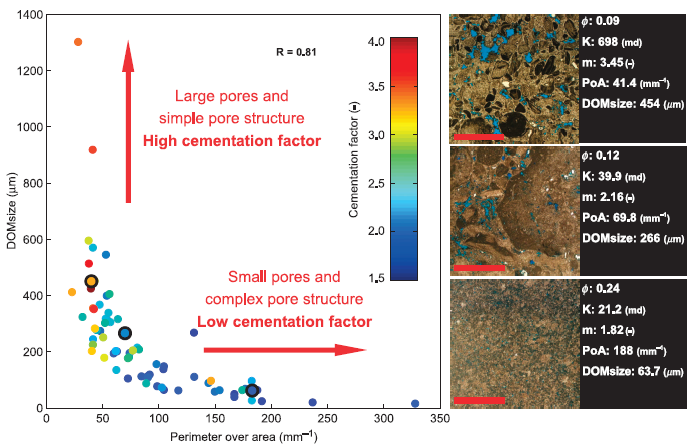 1400
1200
1000
800
600
400
200
0
DOMsize (µm)
0
50
100
150
200
250
300
350
Perimeter over area (mm⁻¹)
R = 0.81
Large pores and
simple pore structure
High cementation factor
Small pores and
complex pore structure
Low cementation factor
4.0
3.5
3.0
2.5
2.0
1.5
Cementation factor (-)
ϕ: 0.09
K: 698 (md)
m: 3.45 (-)
PoA: 41.4 (mm⁻¹)
DOMsize: 454 (µm)
ϕ: 0.12
K: 39.9 (md)
m: 2.16 (-)
PoA: 69.8 (mm⁻¹)
DOMsize: 266 (µm)
ϕ: 0.24
K: 21.2 (md)
m: 1.82 (-)
PoA: 188 (mm⁻¹)
DOMsize: 63.7 (µm)